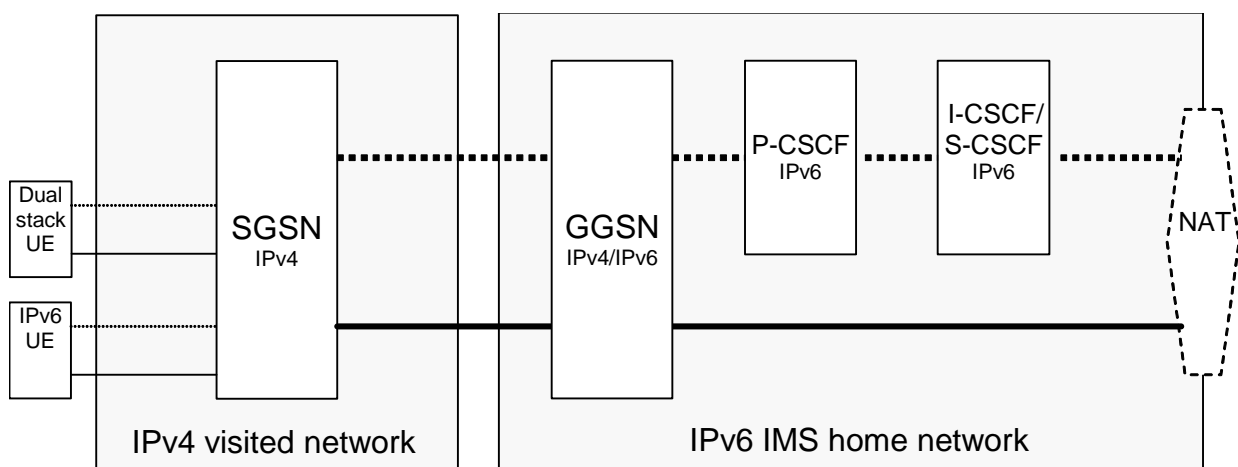 Dual
stack
UE
IPv6
UE
SGSN
IPv4
IPv4 visited network
GGSN
IPv4/IPv6
P-CSCF
IPv6
I-CSCF/
S-CSCF
IPv6
NAT
IPv6 IMS home network